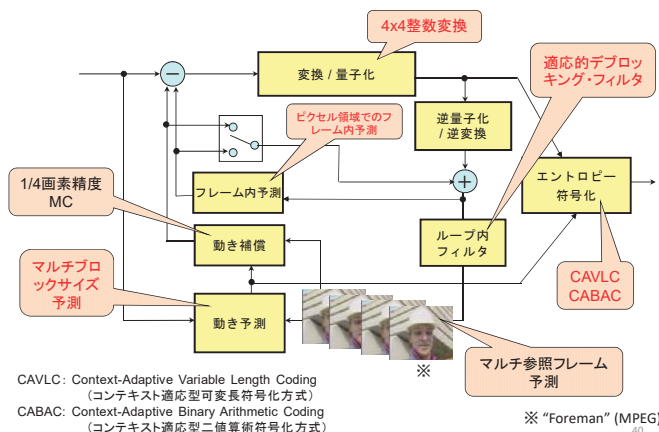 4x4整数変換
適応的デブロッ
キング・フィルタ
変換 / 量子化
ピクセル領域でのフ
レーム内予測
逆量子化
/ 逆変換
エントロピー
符号化
1/4画素精度
MC
フレーム内予測
動き補償
ループ内
フィルタ
マルチブロ
ックサイズ
予測
CAVLC
CABAC
動き予測
マルチ参照フレーム
予測
※
CAVLC: Context-Adaptive Variable Length Coding
(コンテキスト適応型可変長符号化方式)
CABAC: Context-Adaptive Binary Arithmetic Coding
(コンテキスト適応型二値算術符号化方式)
※ "Foreman" (MPEG)
40